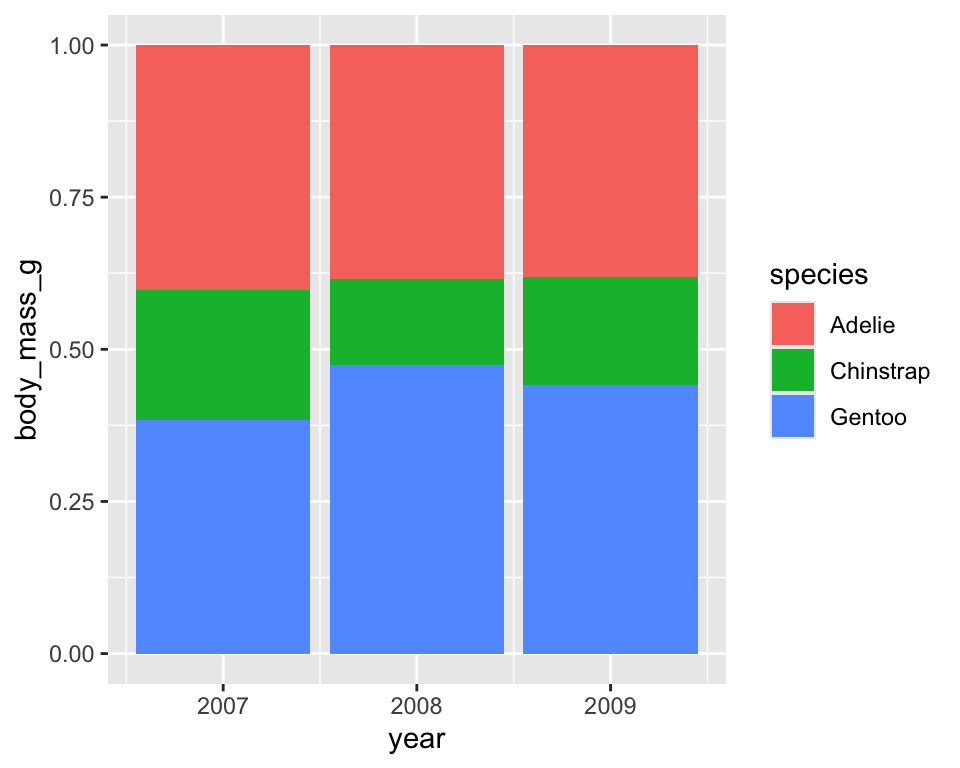 1.00
0.75
0.50
0.25
0.00
body_mass_g
2007 2008 2009
year
species
Adelie
Chinstrap
Gentoo